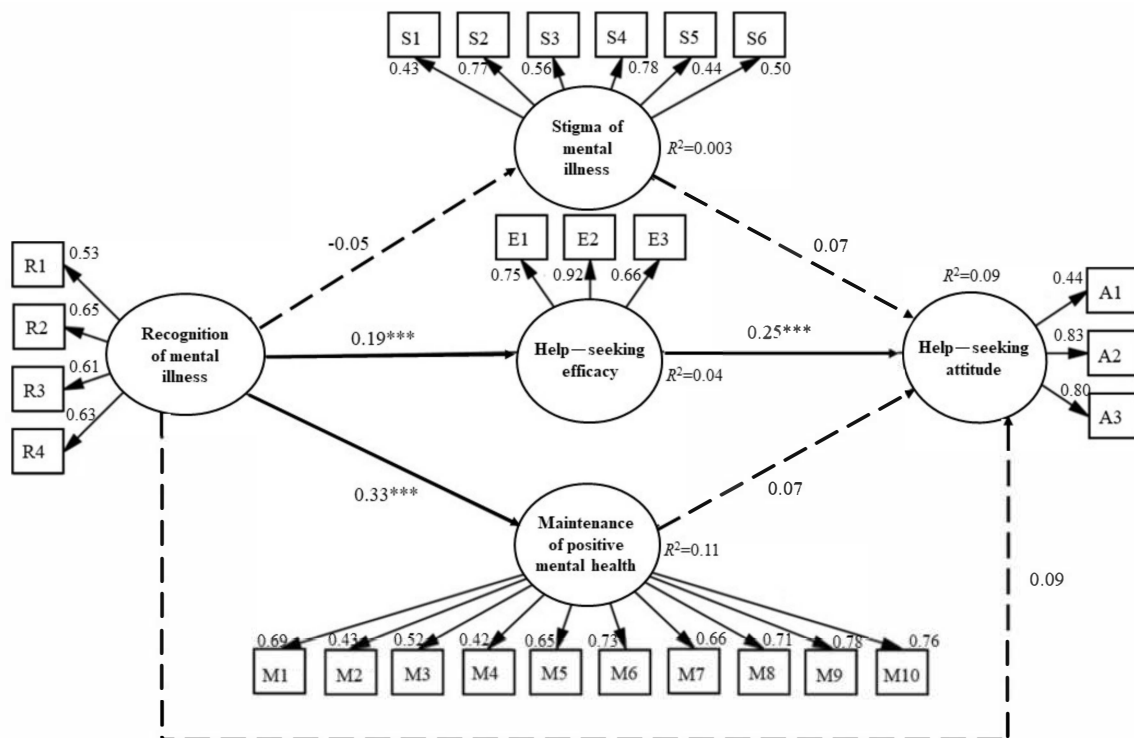 S1 S2 S3 S4 S5 S6
0.43 0.77 0.56 0.78 0.44 0.50
Stigma of
mental
illness
R²=0.003
-0.05
0.07
E1 E2 E3
0.75 0.92 0.66
R1 0.53
R2 0.65
R3 0.61
R4 0.63
Recognition
of mental
illness
0.19***
Help—seeking
efficacy
R²=0.04
0.25***
R²=0.09
Help—seeking
attitude
0.44 A1
0.83 A2
0.80 A3
0.33***
0.07
Maintenance
of positive
mental health
R²=0.11
0.09
0.69 0.43 0.52 0.42 0.65 0.73 0.66 0.71 0.78 0.76
M1 M2 M3 M4 M5 M6 M7 M8 M9 M10